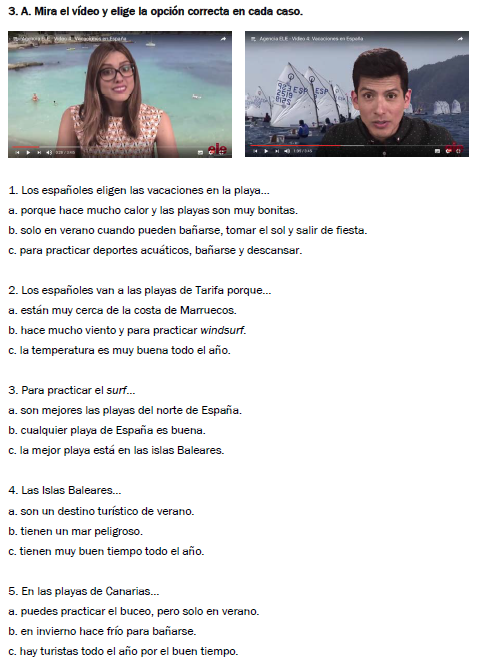 3. A. Mira el vídeo y elige la opción correcta en cada caso.
Agencia ELE - Vídeo 4: Vacaciones en España
Agencia ELE - Vídeo 4: Vacaciones en España
ESP ESP
ele
1. Los españoles eligen las vacaciones en la playa...
a. porque hace mucho calor y las playas son muy bonitas.
b. solo en verano cuando pueden bañarse, tomar el sol y salir de fiesta.
c. para practicar deportes acuáticos, bañarse y descansar.
2. Los españoles van a las playas de Tarifa porque...
a. están muy cerca de la costa de Marruecos.
b. hace mucho viento y para practicar windsurf.
c. la temperatura es muy buena todo el año.
3. Para practicar el surf...
a. son mejores las playas del norte de España.
b. cualquier playa de España es buena.
c. la mejor playa está en las islas Baleares.
4. Las Islas Baleares...
a. son un destino turístico de verano.
b. tienen un mar peligroso.
c. tienen muy buen tiempo todo el año.
5. En las playas de Canarias...
a. puedes practicar el buceo, pero solo en verano.
b. en invierno hace frío para bañarse.
c. hay turistas todo el año por el buen tiempo.